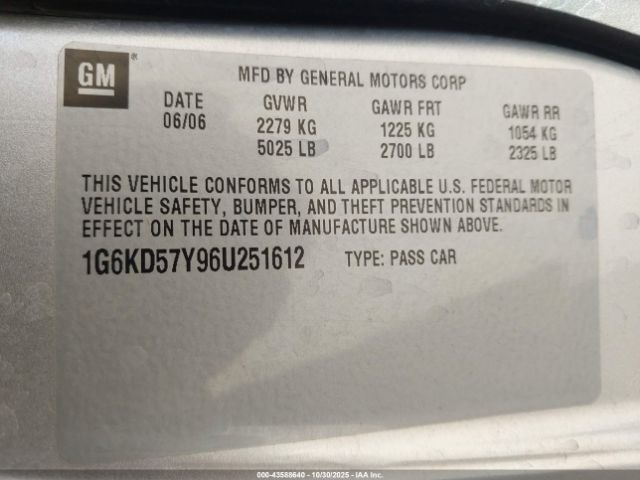 GM
MFD BY GENERAL MOTORS CORP
DATE GVWR GAWR FRT GAWR RR
06/06 2279 KG 1225 KG 1054 KG
5025 LB 2700 LB 2325 LB
THIS VEHICLE CONFORMS TO ALL APPLICABLE U.S. FEDERAL MOTOR
VEHICLE SAFETY, BUMPER, AND THEFT PREVENTION STANDARDS IN
EFFECT ON THE DATE OF MANUFACTURE SHOWN ABOVE.
1G6KD57Y96U251612 TYPE: PASS CAR
000-43588640 | 10/30/2025 | IAA Inc.